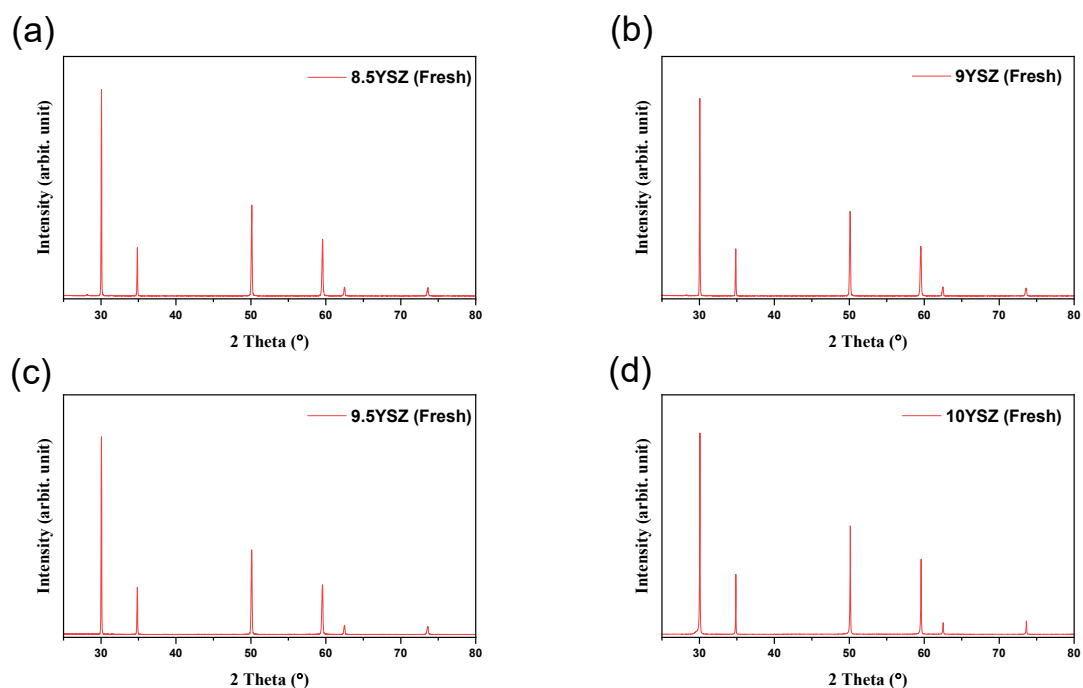 (a)
8.5YSZ (Fresh)
Intensity (arbit. unit)
30 40 50 60 70 80
2 Theta (°)
(b)
9YSZ (Fresh)
Intensity (arbit. unit)
30 40 50 60 70 80
2 Theta (°)
(c)
9.5YSZ (Fresh)
Intensity (arbit. unit)
30 40 50 60 70 80
2 Theta (°)
(d)
10YSZ (Fresh)
Intensity (arbit. unit)
30 40 50 60 70 80
2 Theta (°)